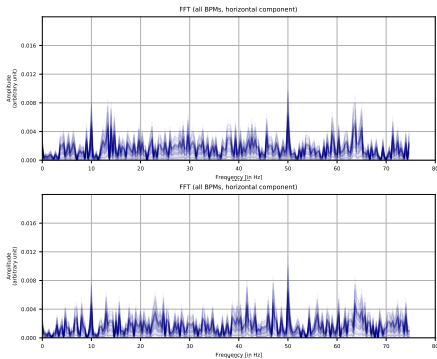 FFT (all BPMs, horizontal component)
Amplitude
(arbitrary unit)
0.016
0.012
0.008
0.004
0.000
0 10 20 30 40 50 60 70 80
Frequency [in Hz]
FFT (all BPMs, horizontal component)
Amplitude
(arbitrary unit)
0.016
0.012
0.008
0.004
0.000
0 10 20 30 40 50 60 70 80
Frequency [in Hz]